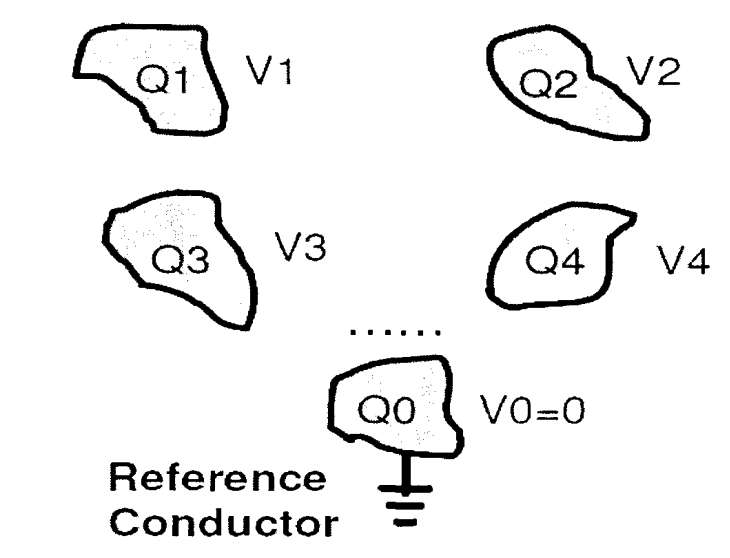 Q1 V1
Q2 V2
Q3 V3
Q4 V4
......
Q0 V0=0
Reference
Conductor